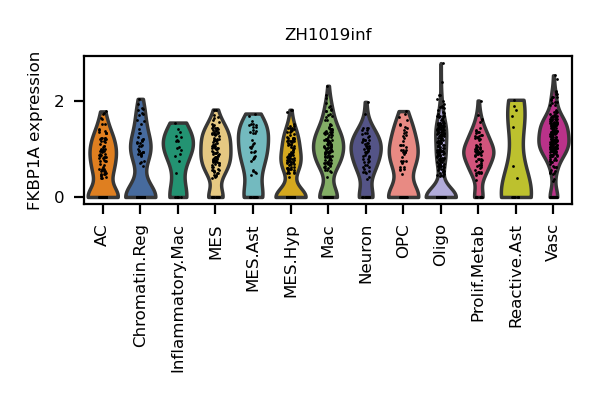 ZH1019inf
FKBP1A expression
2
0
AC
Chromatin.Reg
Inflammatory.Mac
MES
MES.Ast
MES.Hyp
Mac
Neuron
OPC
Oligo
Prolif.Metab
Reactive.Ast
Vasc